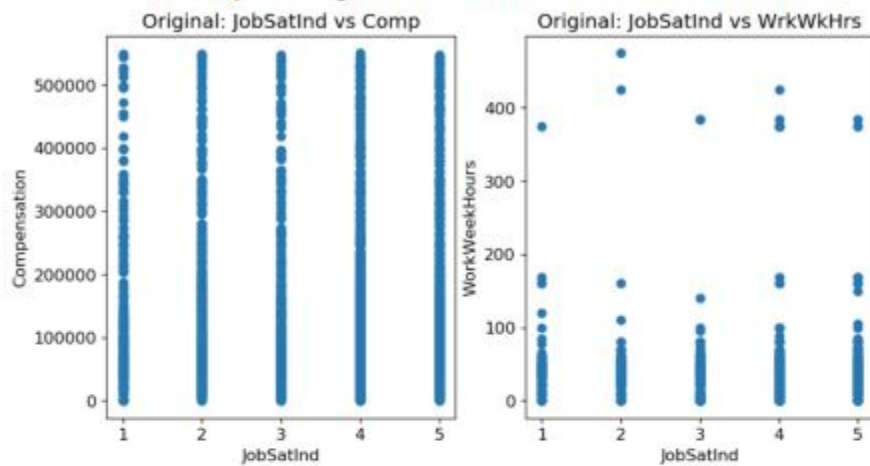 Original: JobSatInd vs Comp
Original: JobSatInd vs WrkWkHrs
Compensation
500000
400000
300000
200000
100000
0
1 2 3 4 5
JobSatInd
WorkWeekHours
400
300
200
100
0
1 2 3 4 5
JobSatInd